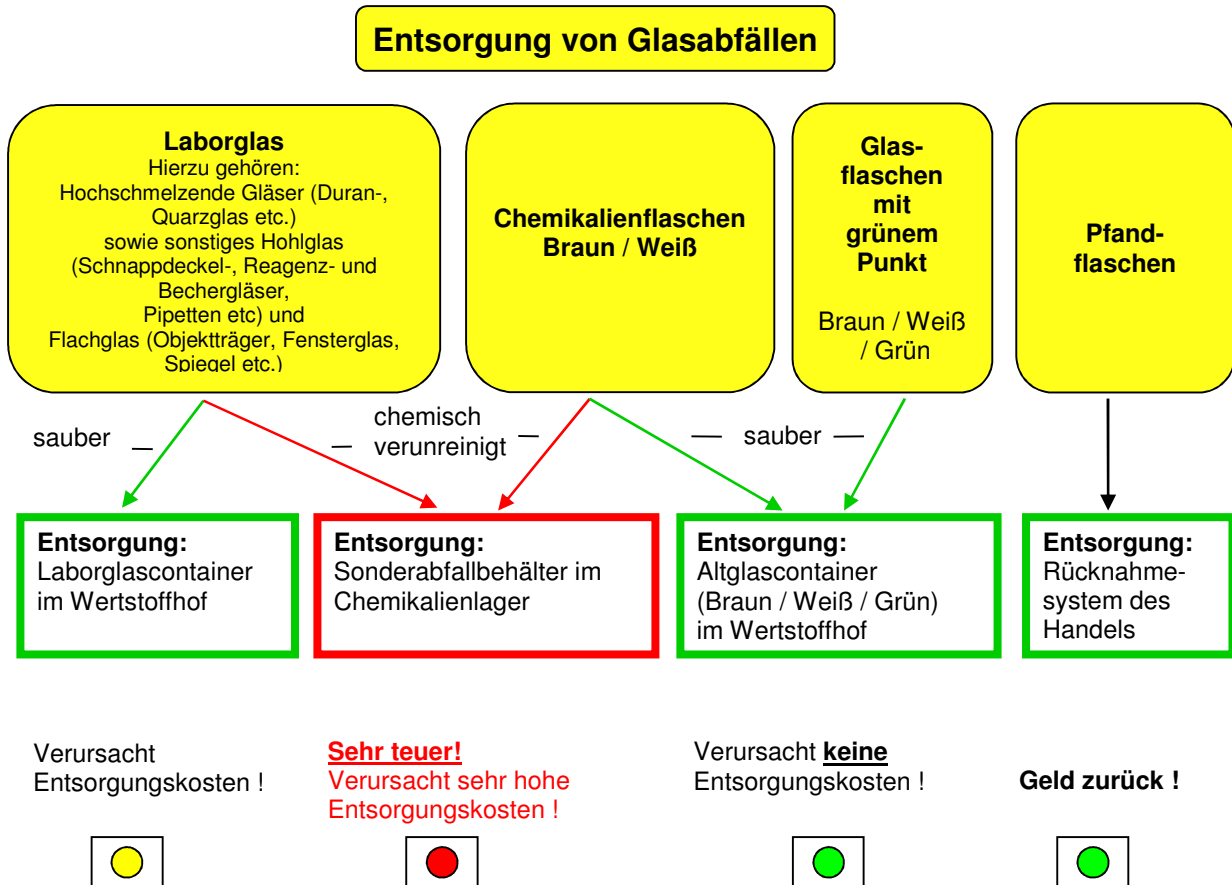 Entsorgung von Glasabfällen
Laborglas
Hierzu gehören:
Hochschmelzende Gläser (Duran-,
Quarzglas etc.)
sowie sonstiges Hohlglas
(Schnappdeckel-, Reagenz- und
Bechergläser,
Pipetten etc) und
Flachglas (Objektträger, Fensterglas,
Spiegel etc.)
Chemikalienflaschen
Braun / Weiß
Glas-
flaschen
mit
grünem
Punkt
Braun / Weiß
/ Grün
Pfand-
flaschen
sauber
chemisch
verunreinigt
sauber
Entsorgung:
Laborglascontainer
im Wertstoffhof
Entsorgung:
Sonderabfallbehälter im
Chemikalienlager
Entsorgung:
Altglascontainer
(Braun / Weiß / Grün)
im Wertstoffhof
Entsorgung:
Rücknahme-
system des
Handels
Verursacht
Entsorgungskosten !
Sehr teuer!
Verursacht sehr hohe
Entsorgungskosten !
Verursacht keine
Entsorgungskosten !
Geld zurück !